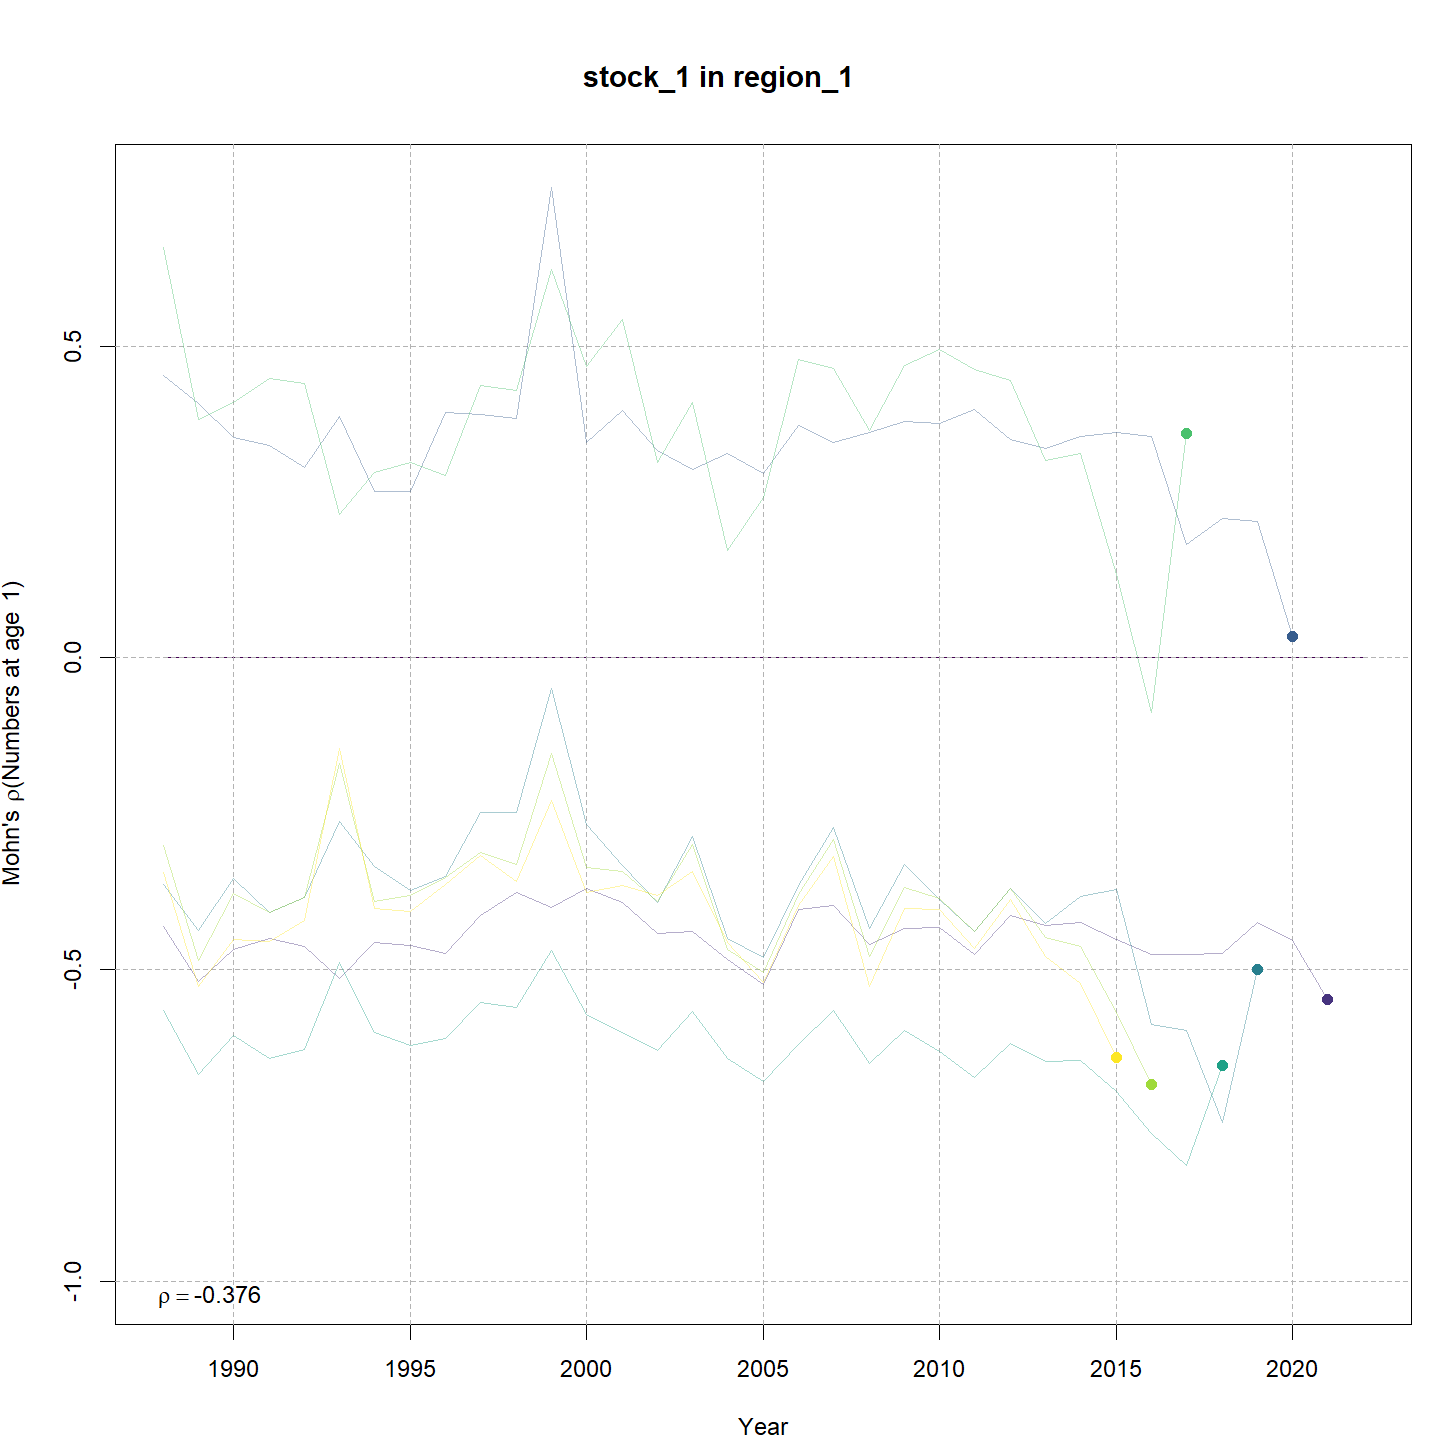 stock_1 in region_1
Mohn's ρ(Numbers at age 1)
0.5
0.0
-0.5
-1.0
ρ = -0.376
1990 1995 2000 2005 2010 2015 2020
Year